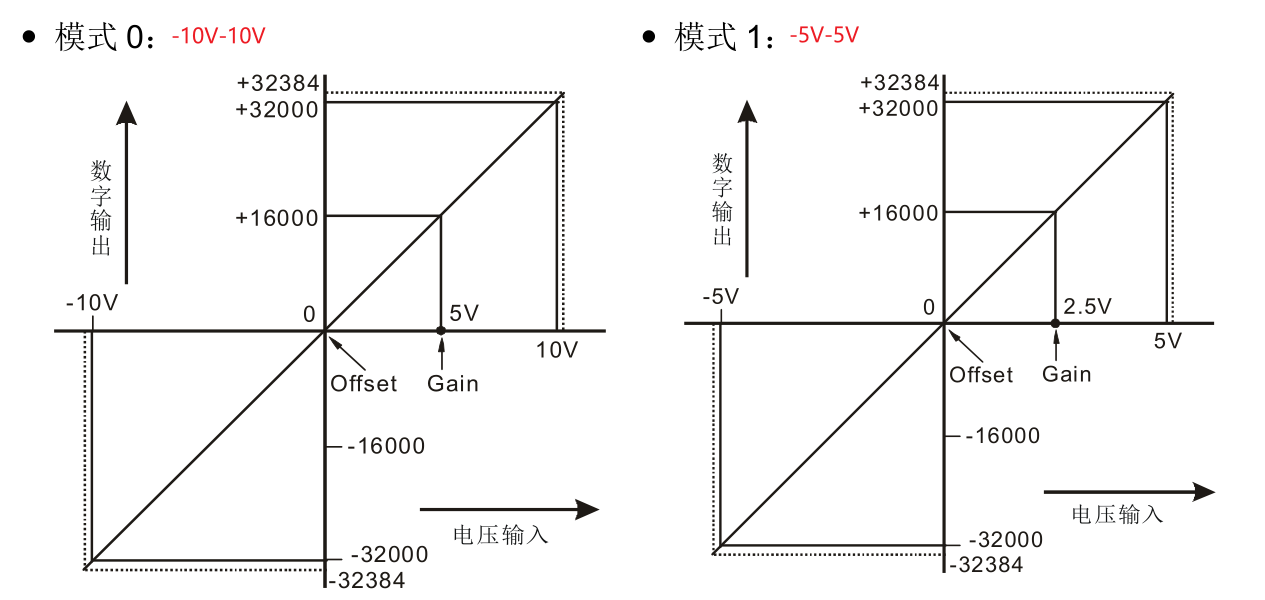 ● 模式 0：-10V-10V
+32384
+32000
数字输出
+16000
-10V
0
5V
10V
Offset
Gain
-16000
电压输入
-32000
-32384
● 模式 1：-5V-5V
+32384
+32000
数字输出
+16000
-5V
0
2.5V
5V
Offset
Gain
-16000
电压输入
-32000
-32384